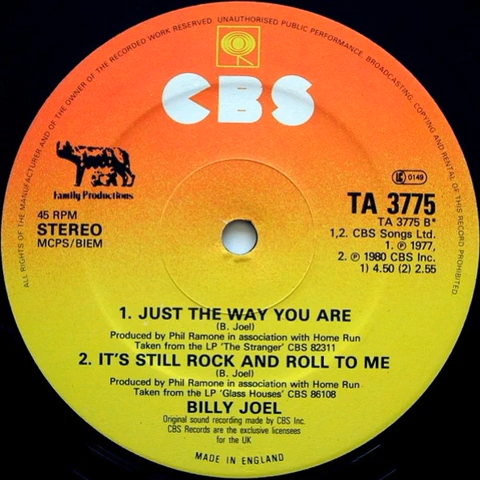 ALL RIGHTS OF THE MANUFACTURER AND OF THE OWNER OF THE RECORDED WORK RESERVED. UNAUTHORISED PUBLIC PERFORMANCE, BROADCASTING, COPYING AND RENTAL OF THIS RECORD PROHIBITED
CBS
Family Productions
45 RPM
STEREO
MCPS/BIEM
0149
TA 3775
TA 3775 B*
1,2. CBS Songs Ltd.
1. ℗ 1977,
2. ℗ 1980 CBS Inc.
1) 4.50 (2) 2.55
1. JUST THE WAY YOU ARE
(B. Joel)
Produced by Phil Ramone in association with Home Run
Taken from the LP 'The Stranger' CBS 82311
2. IT'S STILL ROCK AND ROLL TO ME
(B. Joel)
Produced by Phil Ramone in association with Home Run
Taken from the LP 'Glass Houses' CBS 86108
BILLY JOEL
Original sound recording made by CBS Inc.
CBS Records are the exclusive licensees
for the UK
MADE IN ENGLAND